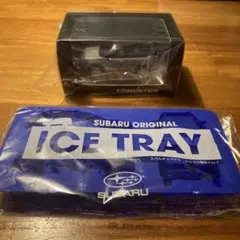 FORESTER
SUBARU ORIGINAL
ICE TRAY
SUBARU